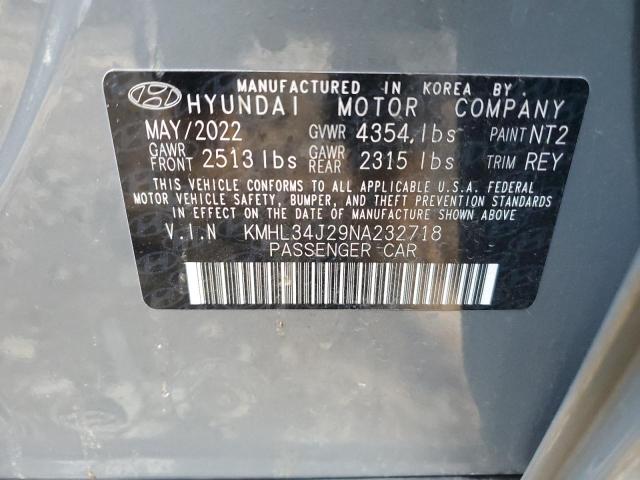 MANUFACTURED IN KOREA BY.
HYUNDAI MOTOR COMPANY
MAY/2022 GVWR 4354.lbs PAINT NT2
GAWR FRONT 2513 lbs GAWR REAR 2315 lbs TRIM REY
THIS VEHICLE CONFORMS TO ALL APPLICABLE U.S.A. FEDERAL
MOTOR VEHICLE SAFETY, BUMPER, AND THEFT PREVENTION STANDARDS
IN EFFECT ON THE DATE OF MANUFACTURE SHOWN ABOVE
V.I.N KMHL34J29NA232718
PASSENGER CAR